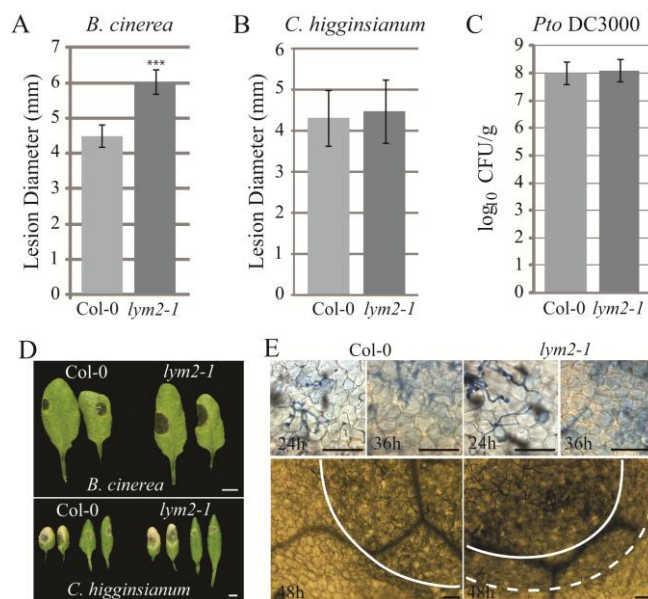 A
B. cinerea
Lesion Diameter (mm)
7
6
5
4
3
2
1
0
***
Col-0 lym2-1
B
C. higginsianum
Lesion Diameter (mm)
6
5
4
3
2
1
0
Col-0 lym2-1
C
Pto DC3000
log10 CFU/g
9
8
7
6
5
4
3
2
1
0
Col-0 lym2-1
D
Col-0 lym2-1
B. cinerea
Col-0 lym2-1
C. higginsianum
E
Col-0 lym2-1
24h 36h 24h 36h
48h 48h